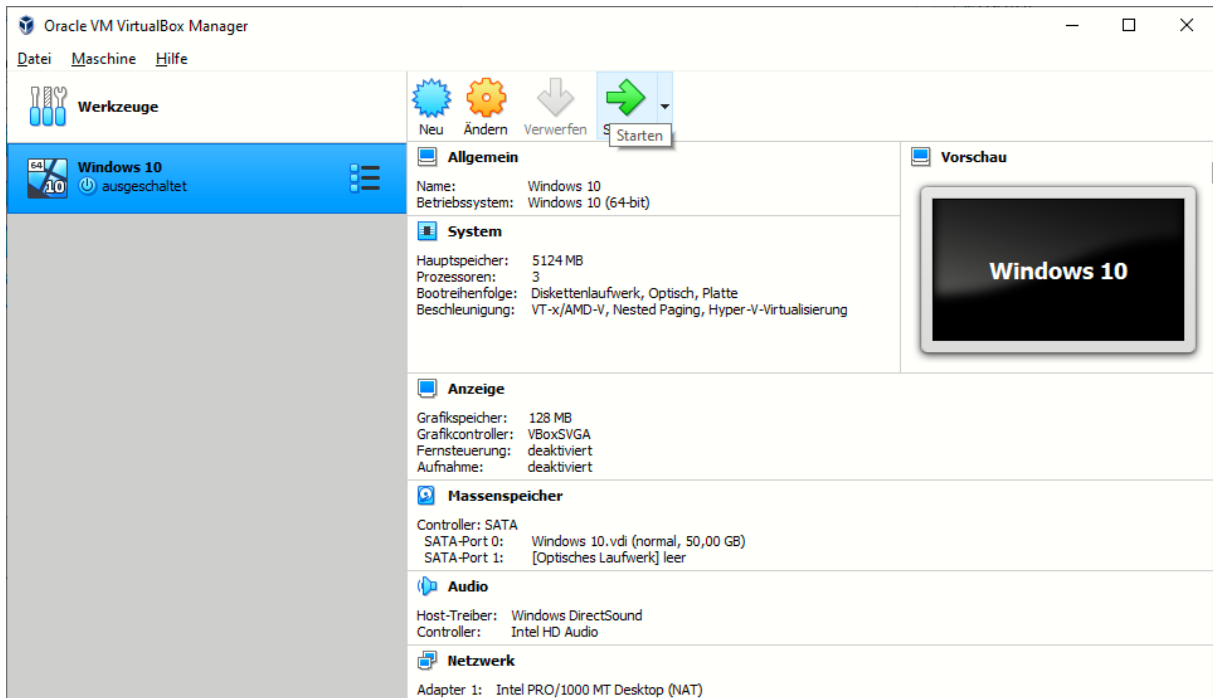 Oracle VM VirtualBox Manager
Datei Maschine Hilfe
Werkzeuge
Neu Ändern Verwerfen
Starten
64
10
Windows 10
ausgeschaltet
Allgemein
Name: Windows 10
Betriebssystem: Windows 10 (64-bit)
Vorschau
Windows 10
System
Hauptspeicher: 5124 MB
Prozessoren: 3
Bootreihenfolge: Diskettenlaufwerk, Optisch, Platte
Beschleunigung: VT-x/AMD-V, Nested Paging, Hyper-V-Virtualisierung
Anzeige
Grafikspeicher: 128 MB
Grafikcontroller: VBoxSVGA
Fernsteuerung: deaktiviert
Aufnahme: deaktiviert
Massenspeicher
Controller: SATA
SATA-Port 0: Windows 10.vdi (normal, 50,00 GB)
SATA-Port 1: [Optisches Laufwerk] leer
Audio
Host-Treiber: Windows DirectSound
Controller: Intel HD Audio
Netzwerk
Adapter 1: Intel PRO/1000 MT Desktop (NAT)